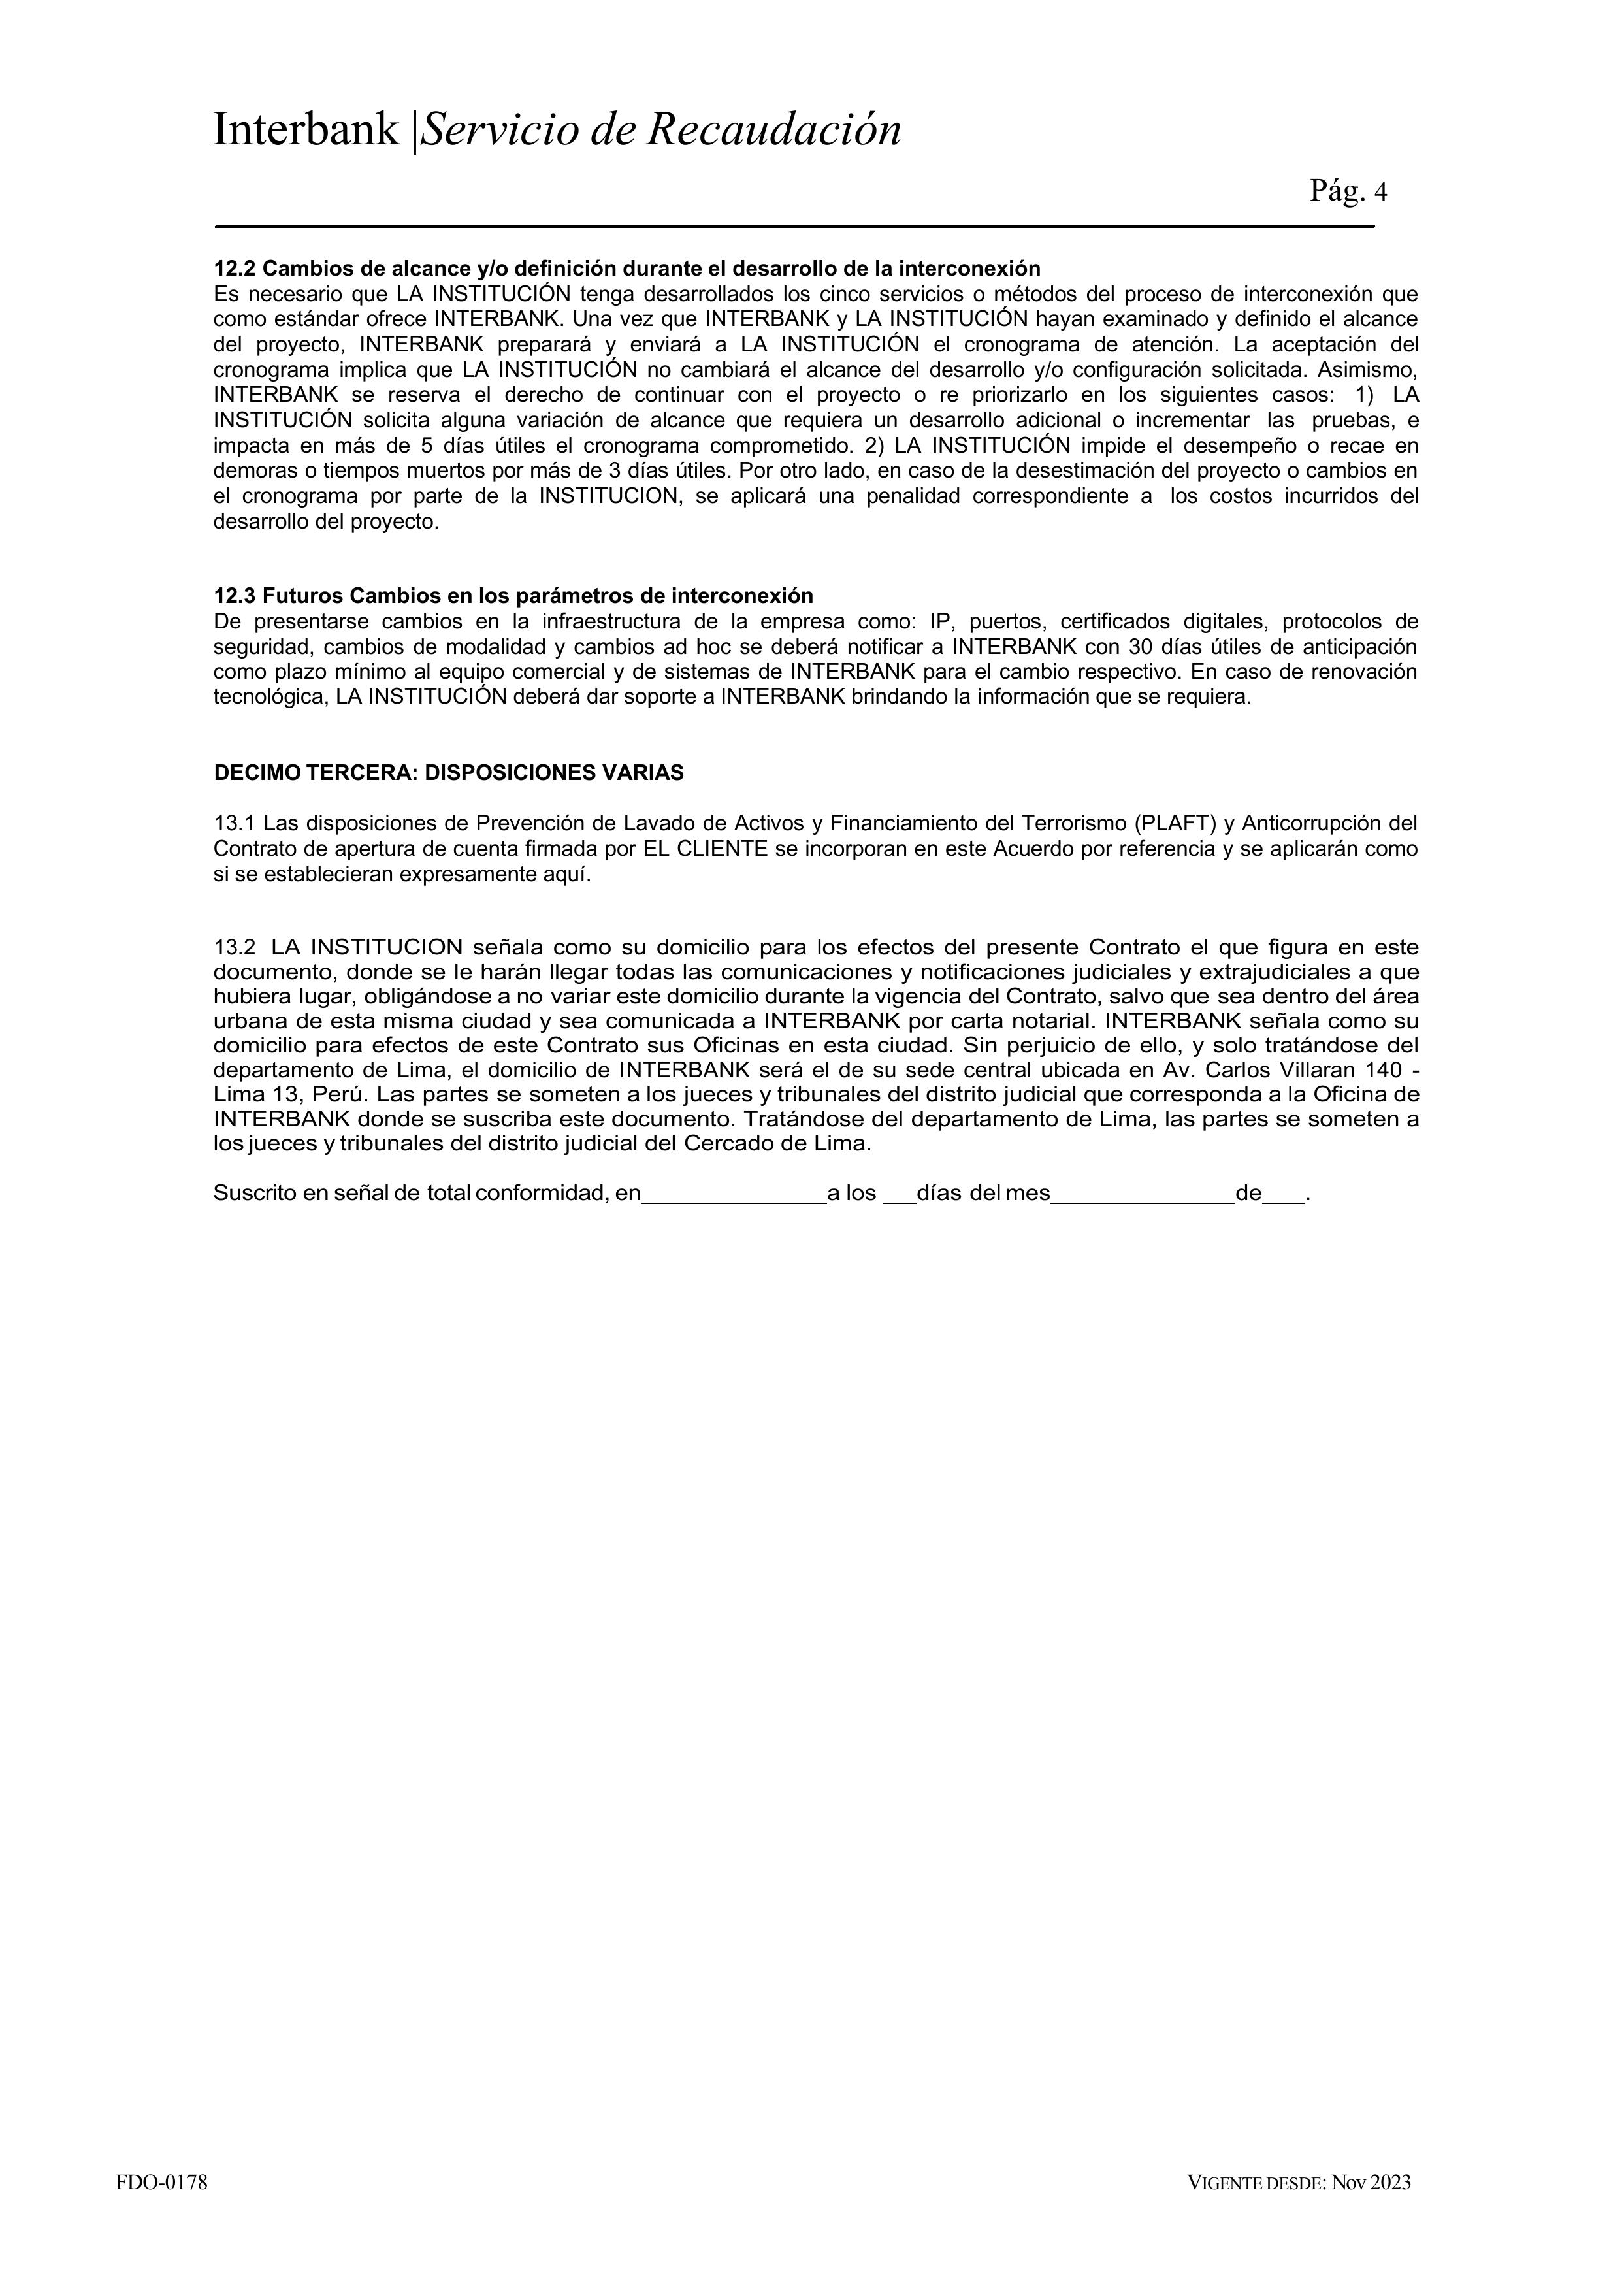 Interbank |Servicio de Recaudación
Pág. 4
12.2 Cambios de alcance y/o definición durante el desarrollo de la interconexión
Es necesario que LA INSTITUCIÓN tenga desarrollados los cinco servicios o métodos del proceso de interconexión que
como estándar ofrece INTERBANK. Una vez que INTERBANK y LA INSTITUCIÓN hayan examinado y definido el alcance
del proyecto, INTERBANK preparará y enviará a LA INSTITUCIÓN el cronograma de atención. La aceptación del
cronograma implica que LA INSTITUCIÓN no cambiará el alcance del desarrollo y/o configuración solicitada. Asimismo,
INTERBANK se reserva el derecho de continuar con el proyecto o re priorizarlo en los siguientes casos: 1) LA
INSTITUCIÓN solicita alguna variación de alcance que requiera un desarrollo adicional o incrementar las pruebas, e
impacta en más de 5 días útiles el cronograma comprometido. 2) LA INSTITUCIÓN impide el desempeño o recae en
demoras o tiempos muertos por más de 3 días útiles. Por otro lado, en caso de la desestimación del proyecto o cambios en
el cronograma por parte de la INSTITUCION, se aplicará una penalidad correspondiente a los costos incurridos del
desarrollo del proyecto.
12.3 Futuros Cambios en los parámetros de interconexión
De presentarse cambios en la infraestructura de la empresa como: IP, puertos, certificados digitales, protocolos de
seguridad, cambios de modalidad y cambios ad hoc se deberá notificar a INTERBANK con 30 días útiles de anticipación
como plazo mínimo al equipo comercial y de sistemas de INTERBANK para el cambio respectivo. En caso de renovación
tecnológica, LA INSTITUCIÓN deberá dar soporte a INTERBANK brindando la información que se requiera.
DECIMO TERCERA: DISPOSICIONES VARIAS
13.1 Las disposiciones de Prevención de Lavado de Activos y Financiamiento del Terrorismo (PLAFT) y Anticorrupción del
Contrato de apertura de cuenta firmada por EL CLIENTE se incorporan en este Acuerdo por referencia y se aplicarán como
si se establecieran expresamente aquí.
13.2 LA INSTITUCION señala como su domicilio para los efectos del presente Contrato el que figura en este
documento, donde se le harán llegar todas las comunicaciones y notificaciones judiciales y extrajudiciales a que
hubiera lugar, obligándose a no variar este domicilio durante la vigencia del Contrato, salvo que sea dentro del área
urbana de esta misma ciudad y sea comunicada a INTERBANK por carta notarial. INTERBANK señala como su
domicilio para efectos de este Contrato sus Oficinas en esta ciudad. Sin perjuicio de ello, y solo tratándose del
departamento de Lima, el domicilio de INTERBANK será el de su sede central ubicada en Av. Carlos Villaran 140 -
Lima 13, Perú. Las partes se someten a los jueces y tribunales del distrito judicial que corresponda a la Oficina de
INTERBANK donde se suscriba este documento. Tratándose del departamento de Lima, las partes se someten a
los jueces y tribunales del distrito judicial del Cercado de Lima.
Suscrito en señal de total conformidad, en_______________a los ___días del mes_______________de___.
FDO-0178
VIGENTE DESDE: Nov 2023